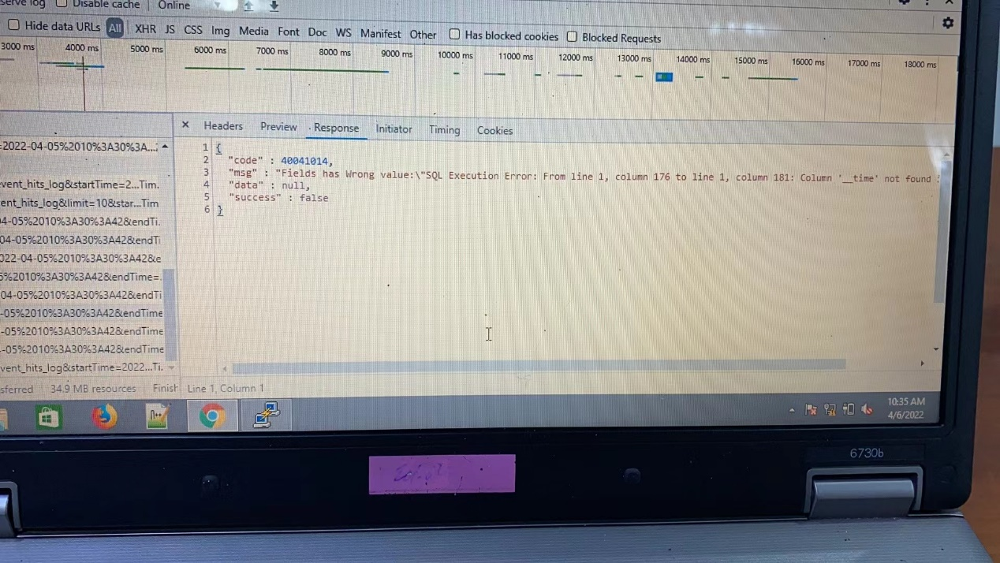 serve log Disable cache Online
Hide data URLs All XHR JS CSS Img Media Font Doc WS Manifest Other Has blocked cookies Blocked Requests
3000 ms 4000 ms 5000 ms 6000 ms 7000 ms 8000 ms 9000 ms 10000 ms 11000 ms 12000 ms 13000 ms 14000 ms 15000 ms 16000 ms 17000 ms 18000 ms
× Headers Preview Response Initiator Timing Cookies
=2022-04-05%2010%3A30%3A...:
vent_hits_log&startTime=2...Tim.
ent_hits_log&limit=10&star...Tim
4-05%2010%3A30%3A42&endTi.
04-05%2010%3A30%3A42&endTi
022-04-05%2010%3A30%3A42&e
5%2010%3A30%3A42&endTime=.
04-05%2010%3A30%3A42&endTi
-05%2010%3A30%3A42&endTime
-05%2010%3A30%3A42&endTime
-05%2010%3A30%3A42&endTime
vent_hits_log&startTime=2022...Ti.
1 {
2 "code" : 40041014,
3 "msg" : "Fields has Wrong value:\"SQL Execution Error: From line 1, column 176 to line 1, column 181: Column '__time' not found
4 "data" : null,
5 "success" : false
6 }
sferred 34.9 MB resources Finish Line 1, Column 1
10:35 AM
4/6/2022
6730b